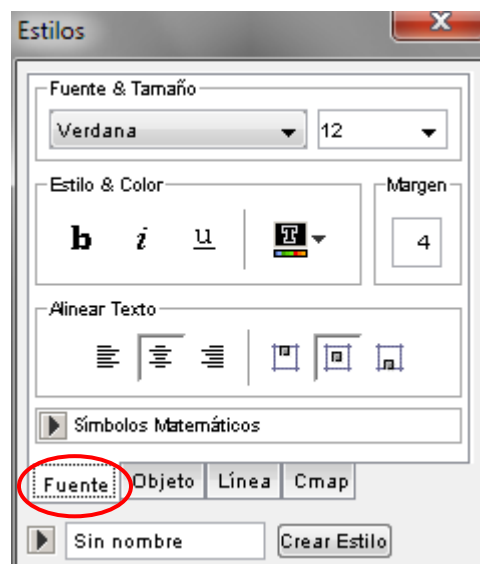 Estilos
Fuente & Tamaño
Verdana 12
Estilo & Color Margen
b i u T 4
Alinear Texto
Símbolos Matemáticos
Fuente Objeto Línea Cmap
Sin nombre Crear Estilo